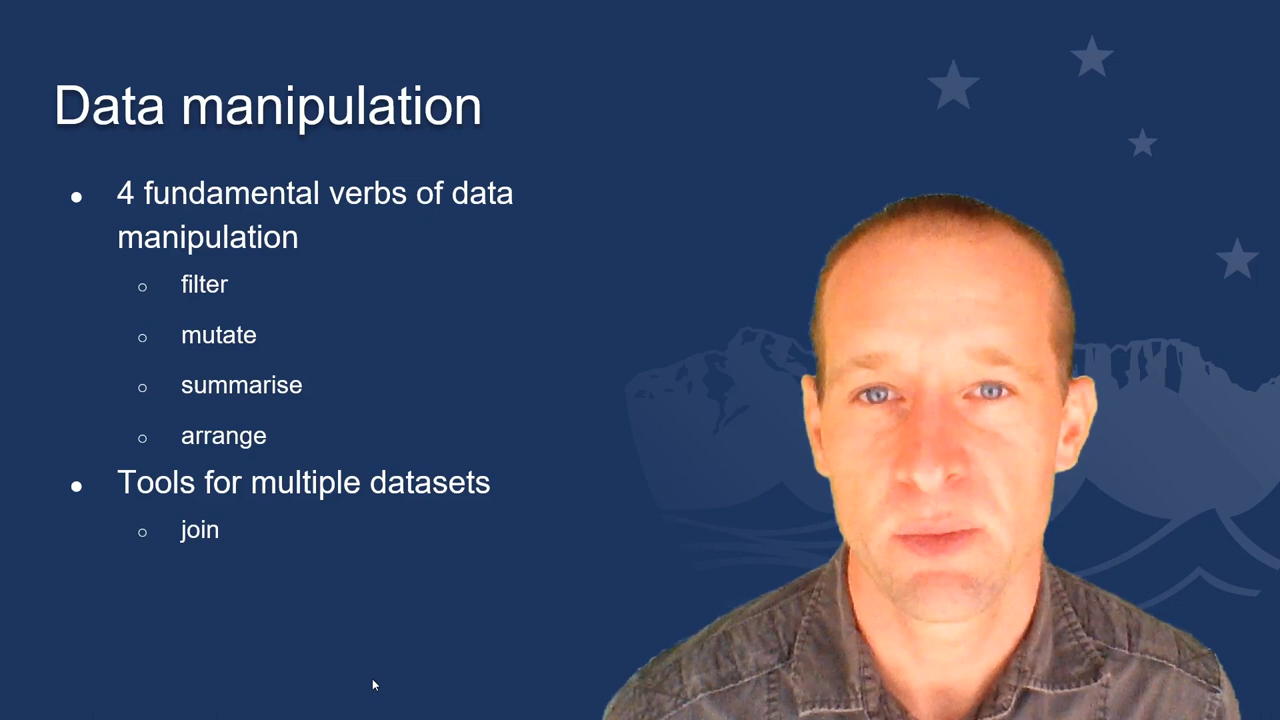 Data manipulation
4 fundamental verbs of data
manipulation
filter
mutate
summarise
arrange
Tools for multiple datasets
join